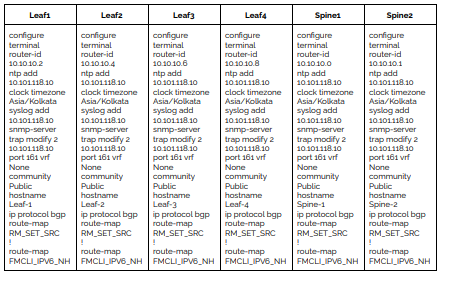 Leaf1 Leaf2 Leaf3 Leaf4 Spine1 Spine2
configure configure configure configure configure configure
terminal terminal terminal terminal terminal terminal
router-id router-id router-id router-id router-id router-id
10.10.10.2 10.10.10.4 10.10.10.6 10.10.10.8 10.10.10.0 10.10.10.1
ntp add ntp add ntp add ntp add ntp add ntp add
10.101.118.10 10.101.118.10 10.101.118.10 10.101.118.10 10.101.118.10 10.101.118.10
clock timezone clock timezone clock timezone clock timezone clock timezone clock timezone
Asia/Kolkata Asia/Kolkata Asia/Kolkata Asia/Kolkata Asia/Kolkata Asia/Kolkata
syslog add syslog add syslog add syslog add syslog add syslog add
10.101.118.10 10.101.118.10 10.101.118.10 10.101.118.10 10.101.118.10 10.101.118.10
snmp-server snmp-server snmp-server snmp-server snmp-server snmp-server
trap modify 2 trap modify 2 trap modify 2 trap modify 2 trap modify 2 trap modify 2
10.101.118.10 10.101.118.10 10.101.118.10 10.101.118.10 10.101.118.10 10.101.118.10
port 161 vrf port 161 vrf port 161 vrf port 161 vrf port 161 vrf port 161 vrf
None None None None None None
community community community community community community
Public Public Public Public Public Public
hostname hostname hostname hostname hostname hostname
Leaf-1 Leaf-2 Leaf-3 Leaf-4 Spine-1 Spine-2
ip protocol bgp ip protocol bgp ip protocol bgp ip protocol bgp ip protocol bgp ip protocol bgp
route-map route-map route-map route-map route-map route-map
RM_SET_SRC RM_SET_SRC RM_SET_SRC RM_SET_SRC RM_SET_SRC RM_SET_SRC
! ! ! ! ! !
route-map route-map route-map route-map route-map route-map
FMCLI_IPV6_NH FMCLI_IPV6_NH FMCLI_IPV6_NH FMCLI_IPV6_NH FMCLI_IPV6_NH FMCLI_IPV6_NH